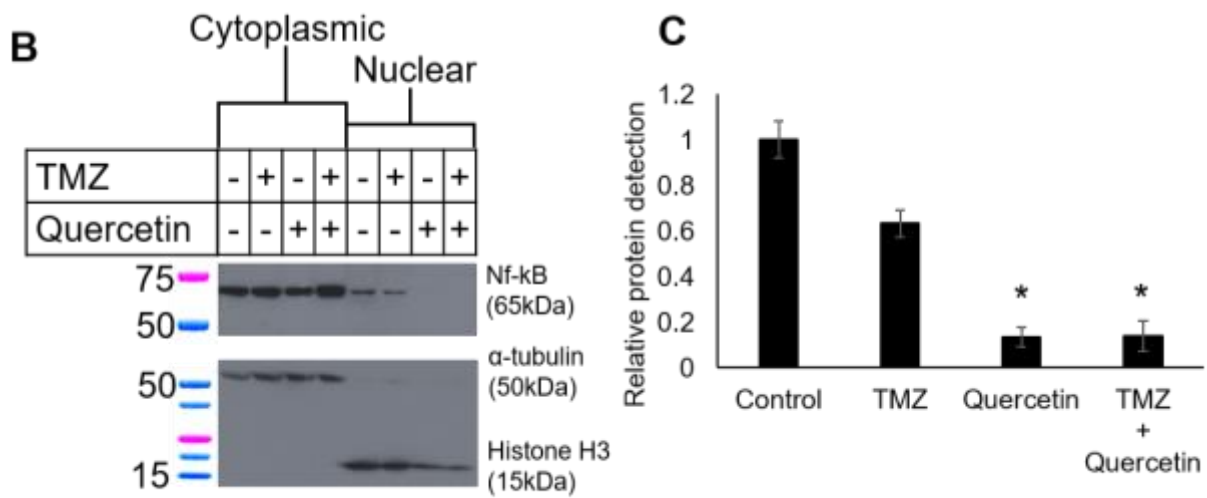 B
Cytoplasmic
Nuclear
TMZ - + - + - + - +
Quercetin - - + + - - + +
75
50
Nf-kB
(65kDa)
50
15
α-tubulin
(50kDa)
Histone H3
(15kDa)
C
Relative protein detection
1.2
1
0.8
0.6
0.4
0.2
0
*
*
Control
TMZ
Quercetin
TMZ
+
Quercetin